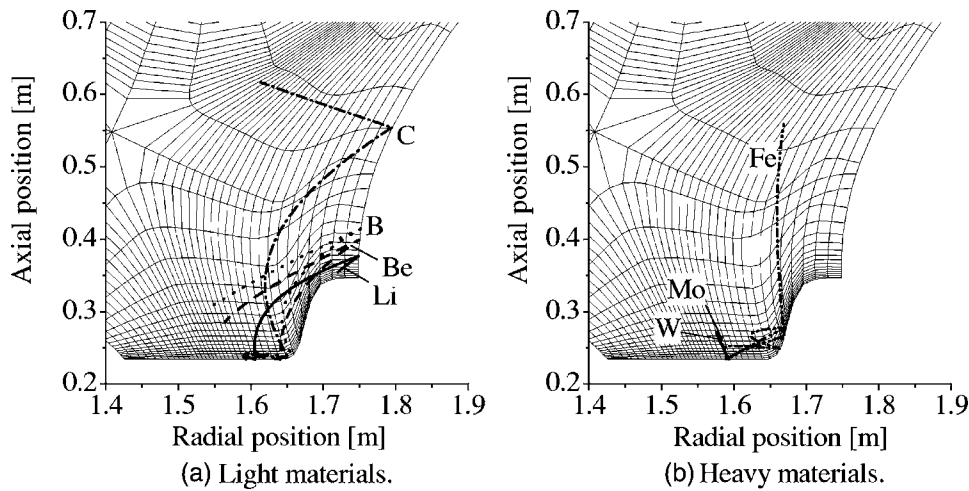 0.7
0.6
0.5
0.4
0.3
0.2
Axial position [m]
C
B
Be
Li
1.4 1.5 1.6 1.7 1.8 1.9
Radial position [m]
(a) Light materials.
0.7
0.6
0.5
0.4
0.3
0.2
Axial position [m]
Fe
Mo
W
1.4 1.5 1.6 1.7 1.8 1.9
Radial position [m]
(b) Heavy materials.